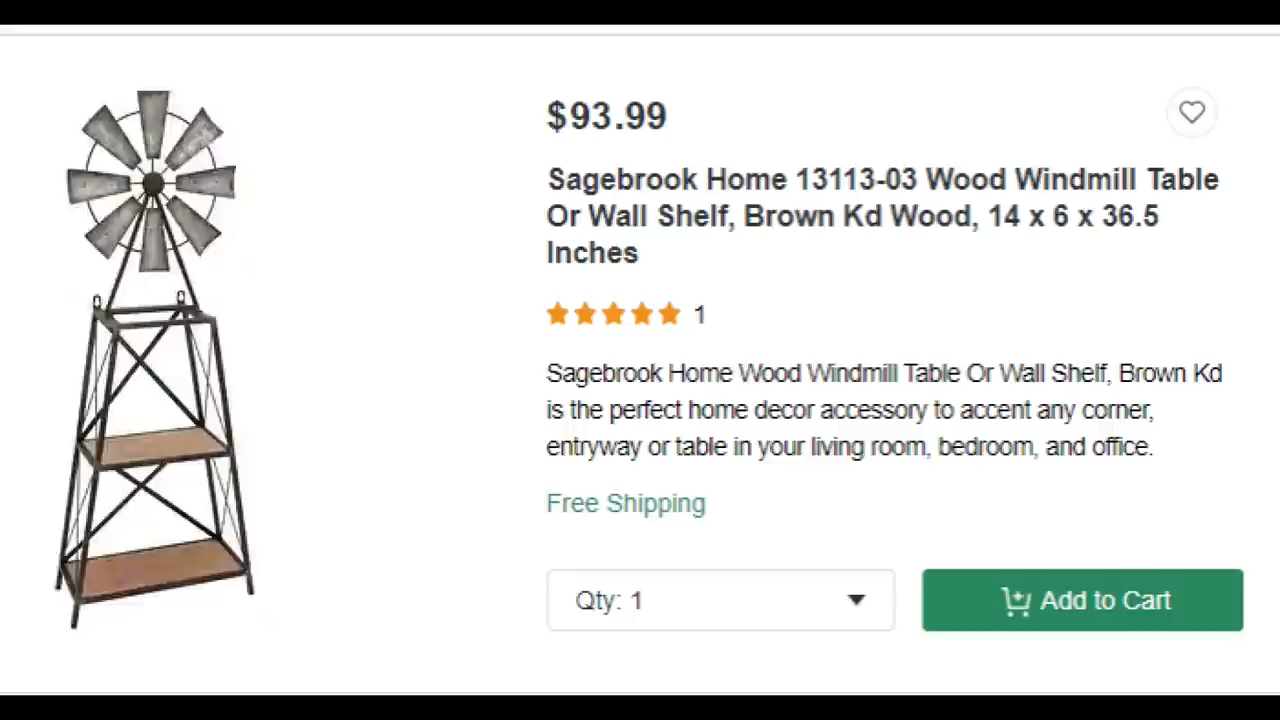 $93.99
Sagebrook Home 13113-03 Wood Windmill Table
Or Wall Shelf, Brown Kd Wood, 14 x 6 x 36.5
Inches
1
Sagebrook Home Wood Windmill Table Or Wall Shelf, Brown Kd
is the perfect home decor accessory to accent any corner,
entryway or table in your living room, bedroom, and office.
Free Shipping
Qty: 1
Add to Cart